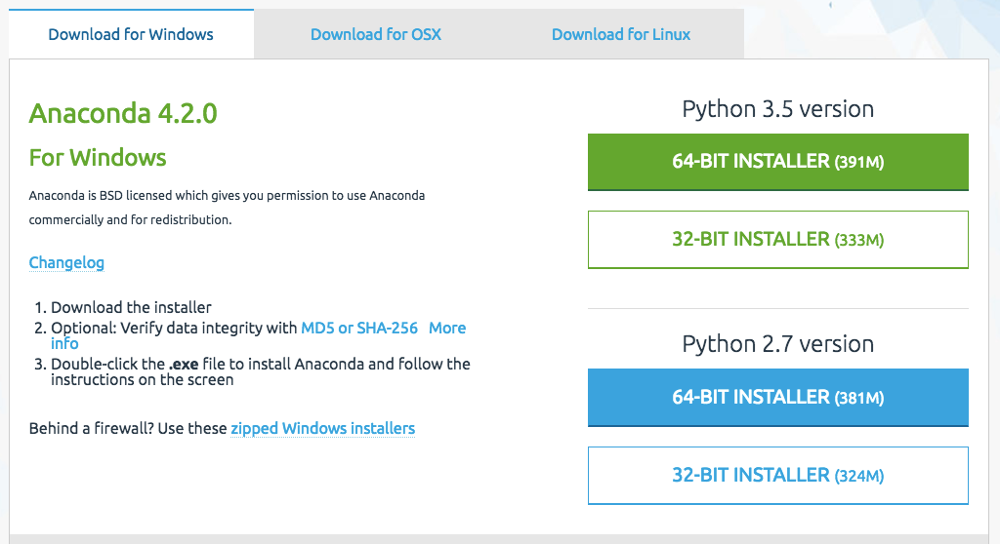 Download for Windows
Download for OSX
Download for Linux
Anaconda 4.2.0
For Windows
Anaconda is BSD licensed which gives you permission to use Anaconda
commercially and for redistribution.
Changelog
1. Download the installer
2. Optional: Verify data integrity with MD5 or SHA-256 More
info
3. Double-click the .exe file to install Anaconda and follow the
instructions on the screen
Behind a firewall? Use these zipped Windows installers
Python 3.5 version
64-BIT INSTALLER (391M)
32-BIT INSTALLER (333M)
Python 2.7 version
64-BIT INSTALLER (381M)
32-BIT INSTALLER (324M)